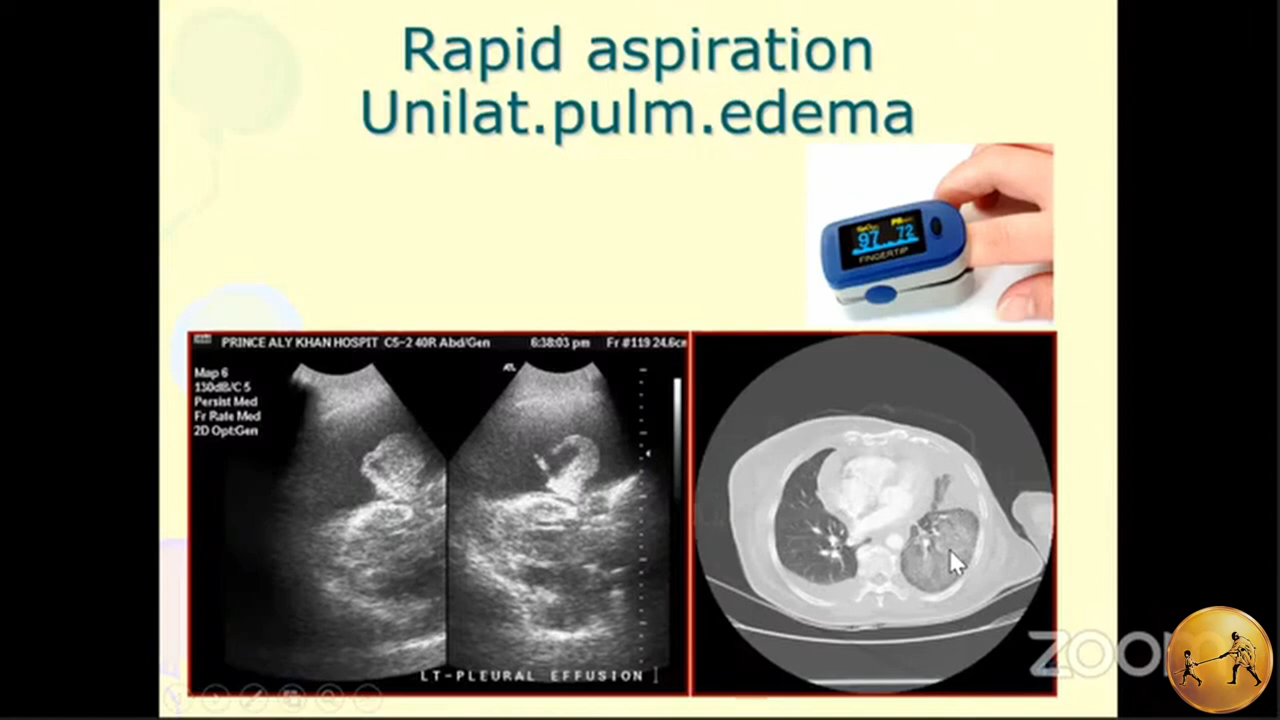 Rapid aspiration
Unilat.pulm.edema
97 72
FINGERTIP
PRINCE ALY KHAN HOSPIT C5-2 40R Abd/Gen 6:38:03 pm Fr #119 24.6cm
Map 6
130dB/C 5
Persist Med
Fr Rate Med
2D Opt:Gen
LT-PLEURAL EFFUSION
zoom